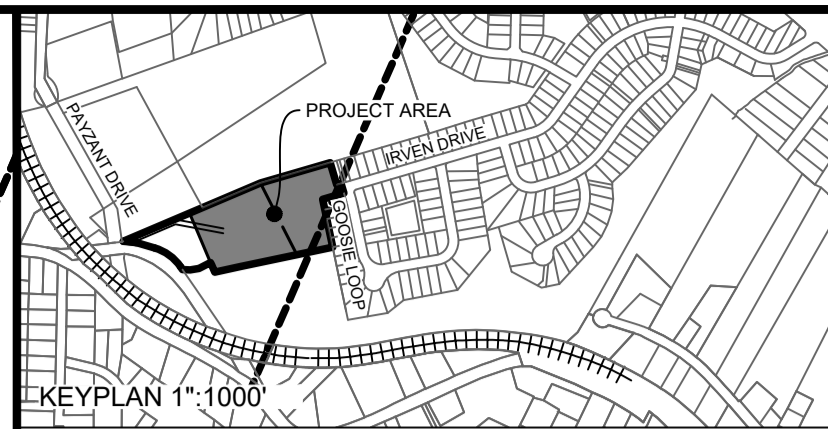 PROJECT AREA
PAYZANT DRIVE
IRVEN DRIVE
GOOSIE LOOP
KEYPLAN 1":1000'